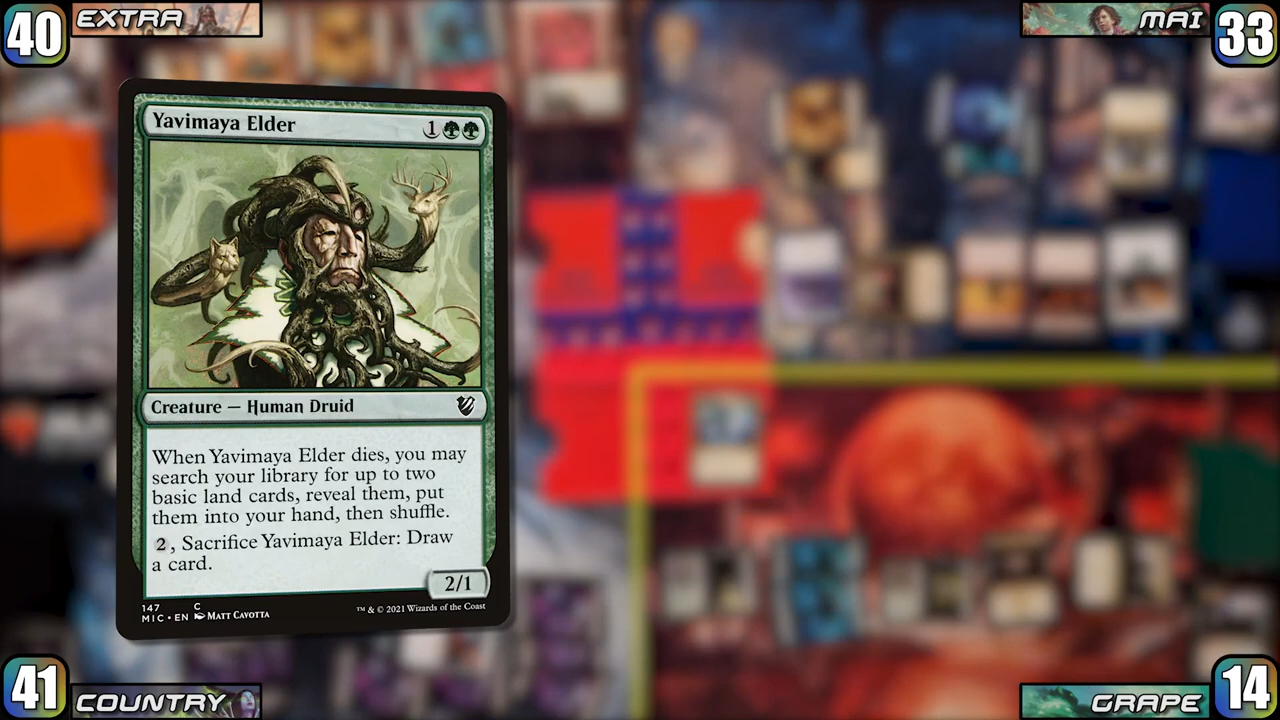 40
EXTRA
MAI
33
Yavimaya Elder
1
Creature — Human Druid
When Yavimaya Elder dies, you may
search your library for up to two
basic land cards, reveal them, put
them into your hand, then shuffle.
2, Sacrifice Yavimaya Elder: Draw
a card.
2/1
147 C
MIC • EN MATT CAVOTTA
™ & © 2021 Wizards of the Coast
41
COUNTRY
GRAPE
14